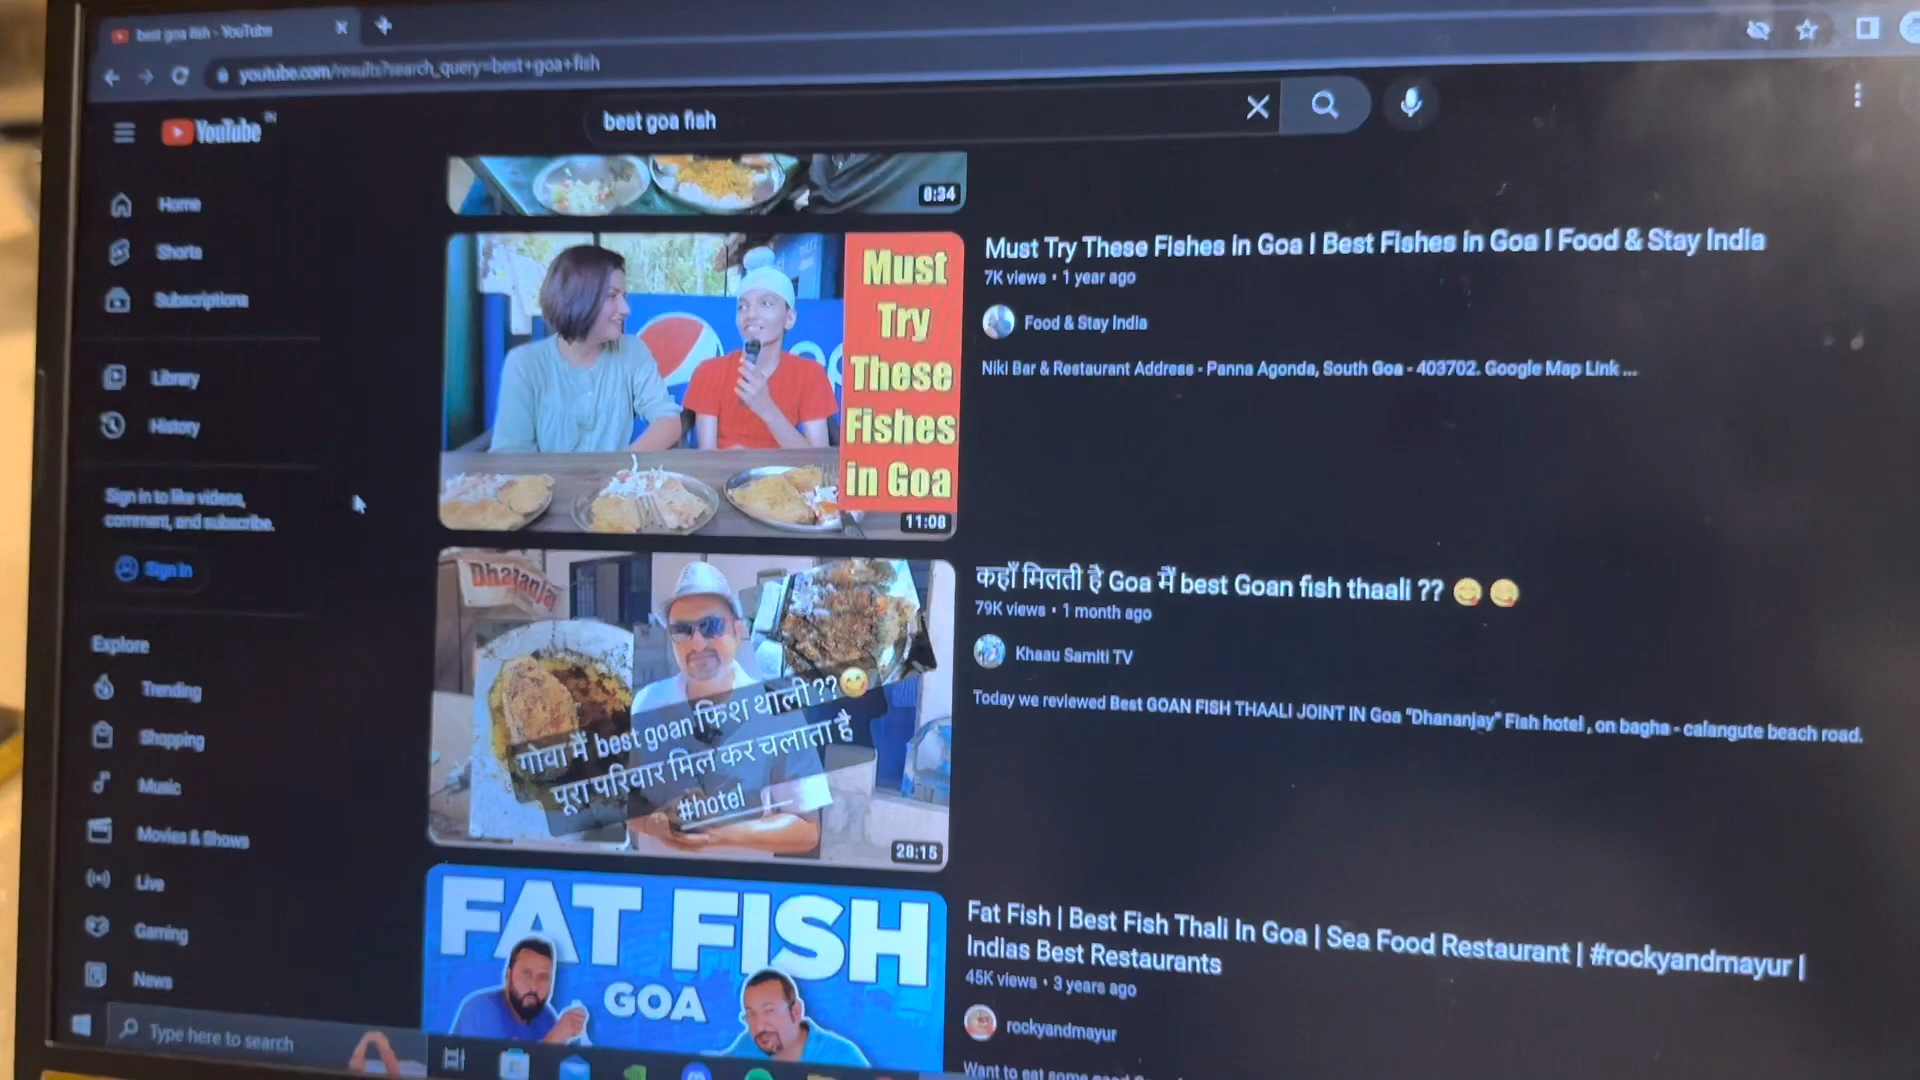 best goa fish - YouTube
youtube.com/results?search_query=best+goa+fish
YouTube IN
best goa fish
Home
Shorts
Subscriptions
Library
History
Sign in to like videos,
comment, and subscribe.
Sign in
Explore
Trending
Shopping
Music
Movies & Shows
Live
Gaming
News
0:34
Must
Try
These
Fishes
in Goa
11:08
Must Try These Fishes in Goa I Best Fishes in Goa I Food & Stay India
7K views • 1 year ago
Food & Stay India
Niki Bar & Restaurant Address - Panna Agonda, South Goa - 403702. Google Map Link ...
Dhananjay
गोवा मैं best goan फिश थाली ??😋
पूरा परिवार मिल कर चलाता है
#hotel
28:15
कहाँ मिलती है Goa मैं best Goan fish thaali ?? 😋 😋
79K views • 1 month ago
Khaau Samiti TV
Today we reviewed Best GOAN FISH THAALI JOINT IN Goa "Dhananjay" Fish hotel , on bagha - calangute beach road.
FAT FISH
GOA
Fat Fish | Best Fish Thali In Goa | Sea Food Restaurant | #rockyandmayur |
Indias Best Restaurants
45K views • 3 years ago
rockyandmayur
Want to eat some good
Type here to search